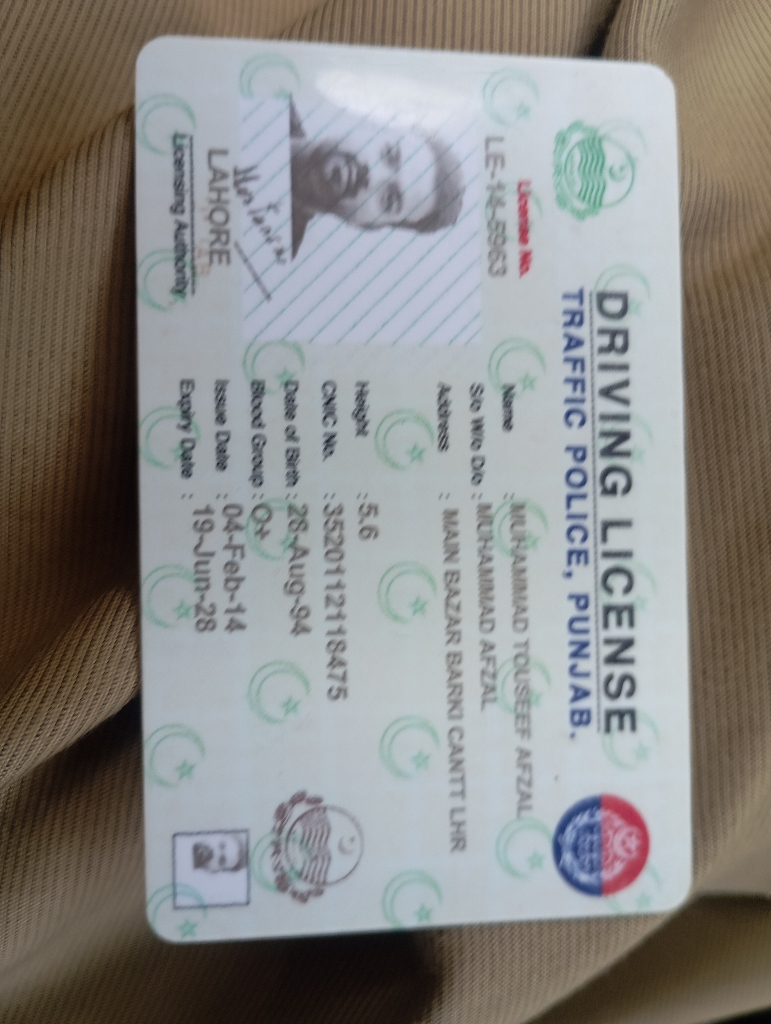 DRIVING LICENSE
TRAFFIC POLICE, PUNJAB.
License No.
LE-14-5963
Name : MUHAMMAD TOUSEEF AFZAL
S/o W/o D/o : MUHAMMAD AFZAL
Address : MAIN BAZAR BARKI CANTT LHR
Height : 5.6
CNIC No. : 3520112118475
Date of Birth : 28-Aug-94
Blood Group : O+
Issue Date : 04-Feb-14
Expiry Date : 19-Jun-28
LAHORE
Licensing Authority